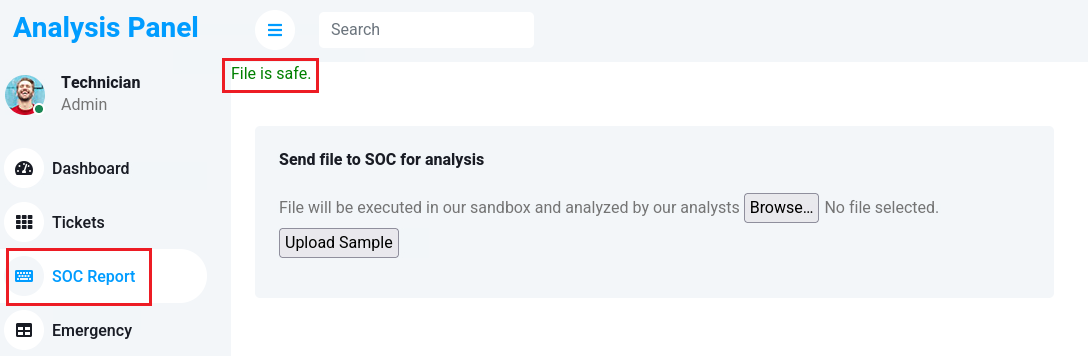 Analysis Panel
Search
File is safe.
Technician
Admin
Dashboard
Tickets
SOC Report
Emergency
Send file to SOC for analysis
File will be executed in our sandbox and analyzed by our analysts Browse... No file selected.
Upload Sample